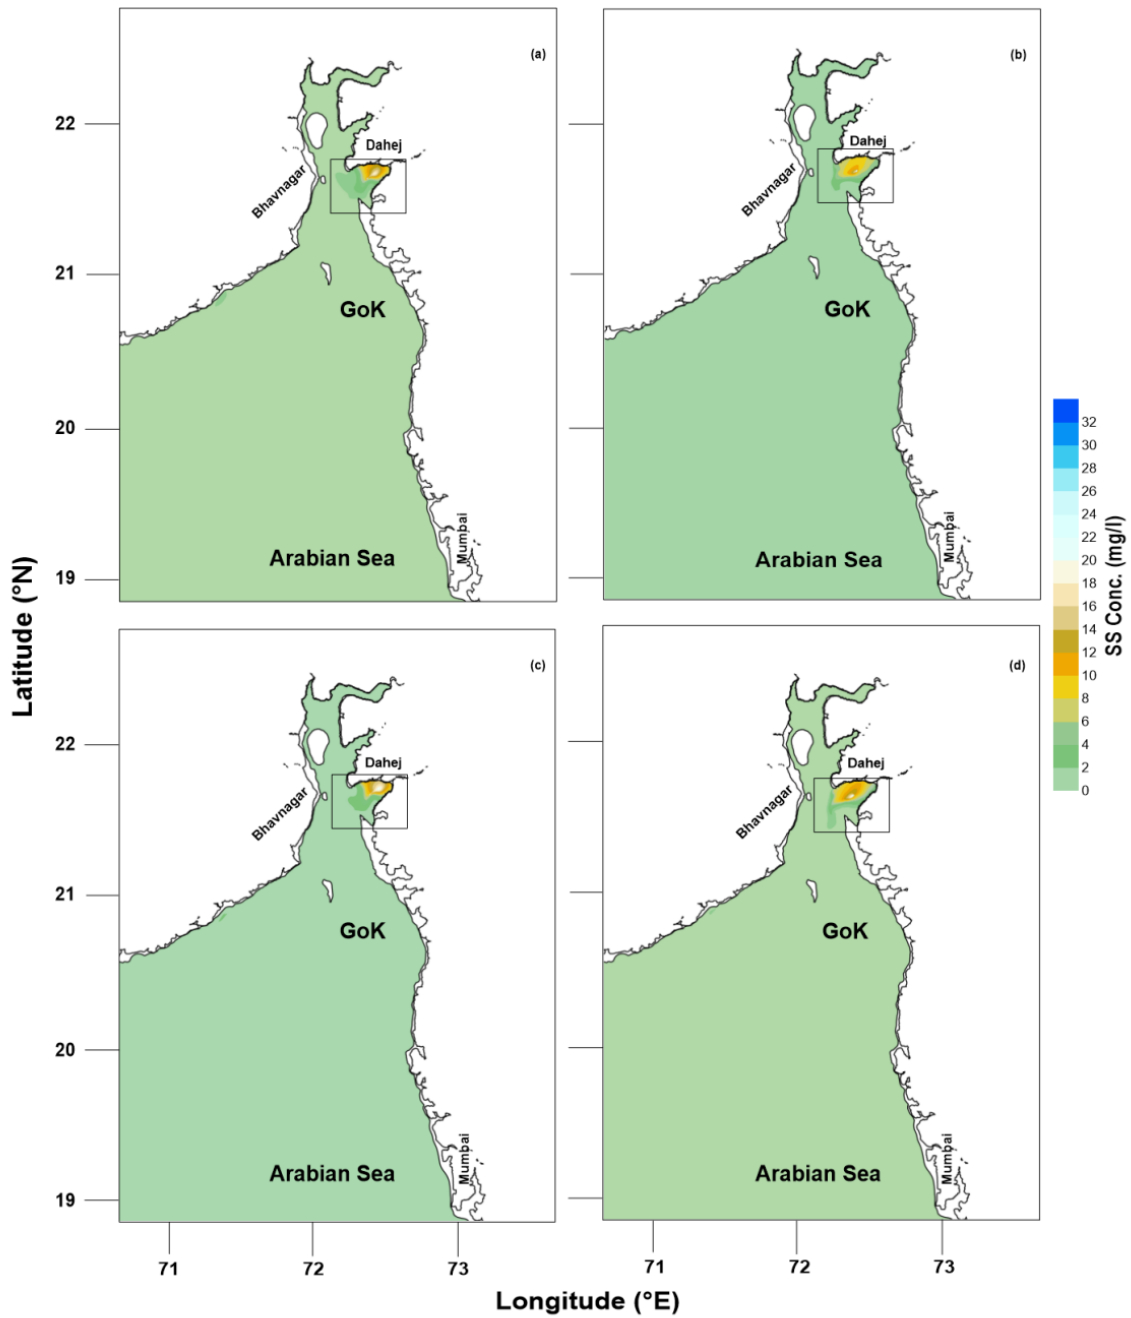 (a)
22
Dahej
Bhavnagar
21
GoK
20
Arabian Sea
Mumbai
19
(b)
Dahej
Bhavnagar
GoK
Arabian Sea
Mumbai
32
30
28
26
24
22
20
18
16
14
12
10
8
6
4
2
0
SS Conc. (mg/l)
Latitude (°N)
(c)
22
Dahej
Bhavnagar
21
GoK
20
Arabian Sea
Mumbai
19
71
72
73
(d)
Dahej
Bhavnagar
GoK
Arabian Sea
Mumbai
71
72
73
Longitude (°E)